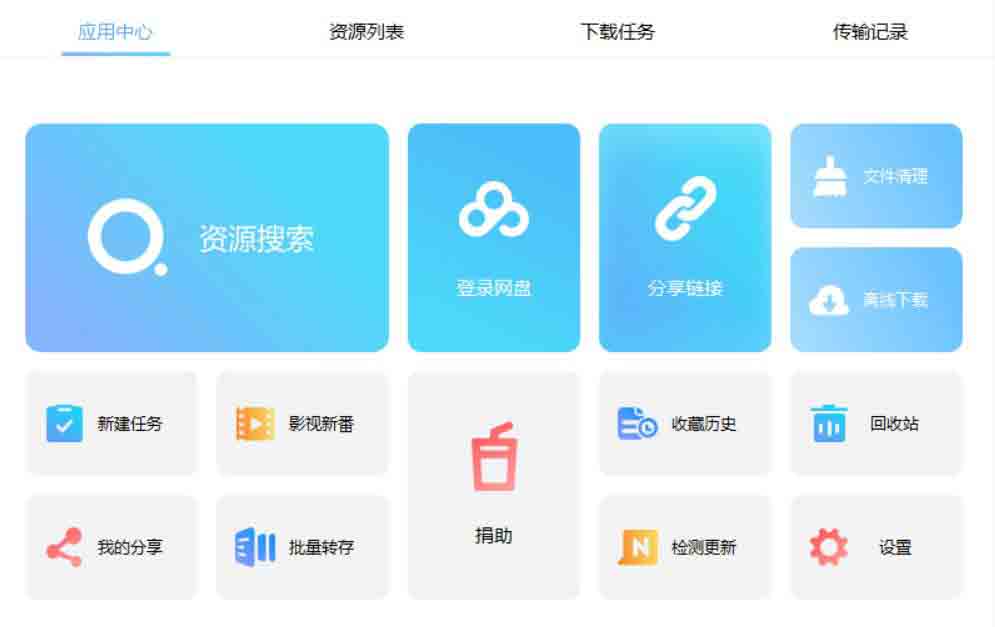 应用中心
资源列表
下载任务
传输记录
资源搜索
登录网盘
分享链接
文件清理
离线下载
新建任务
影视新番
捐助
收藏历史
回收站
我的分享
批量转存
N
检测更新
设置